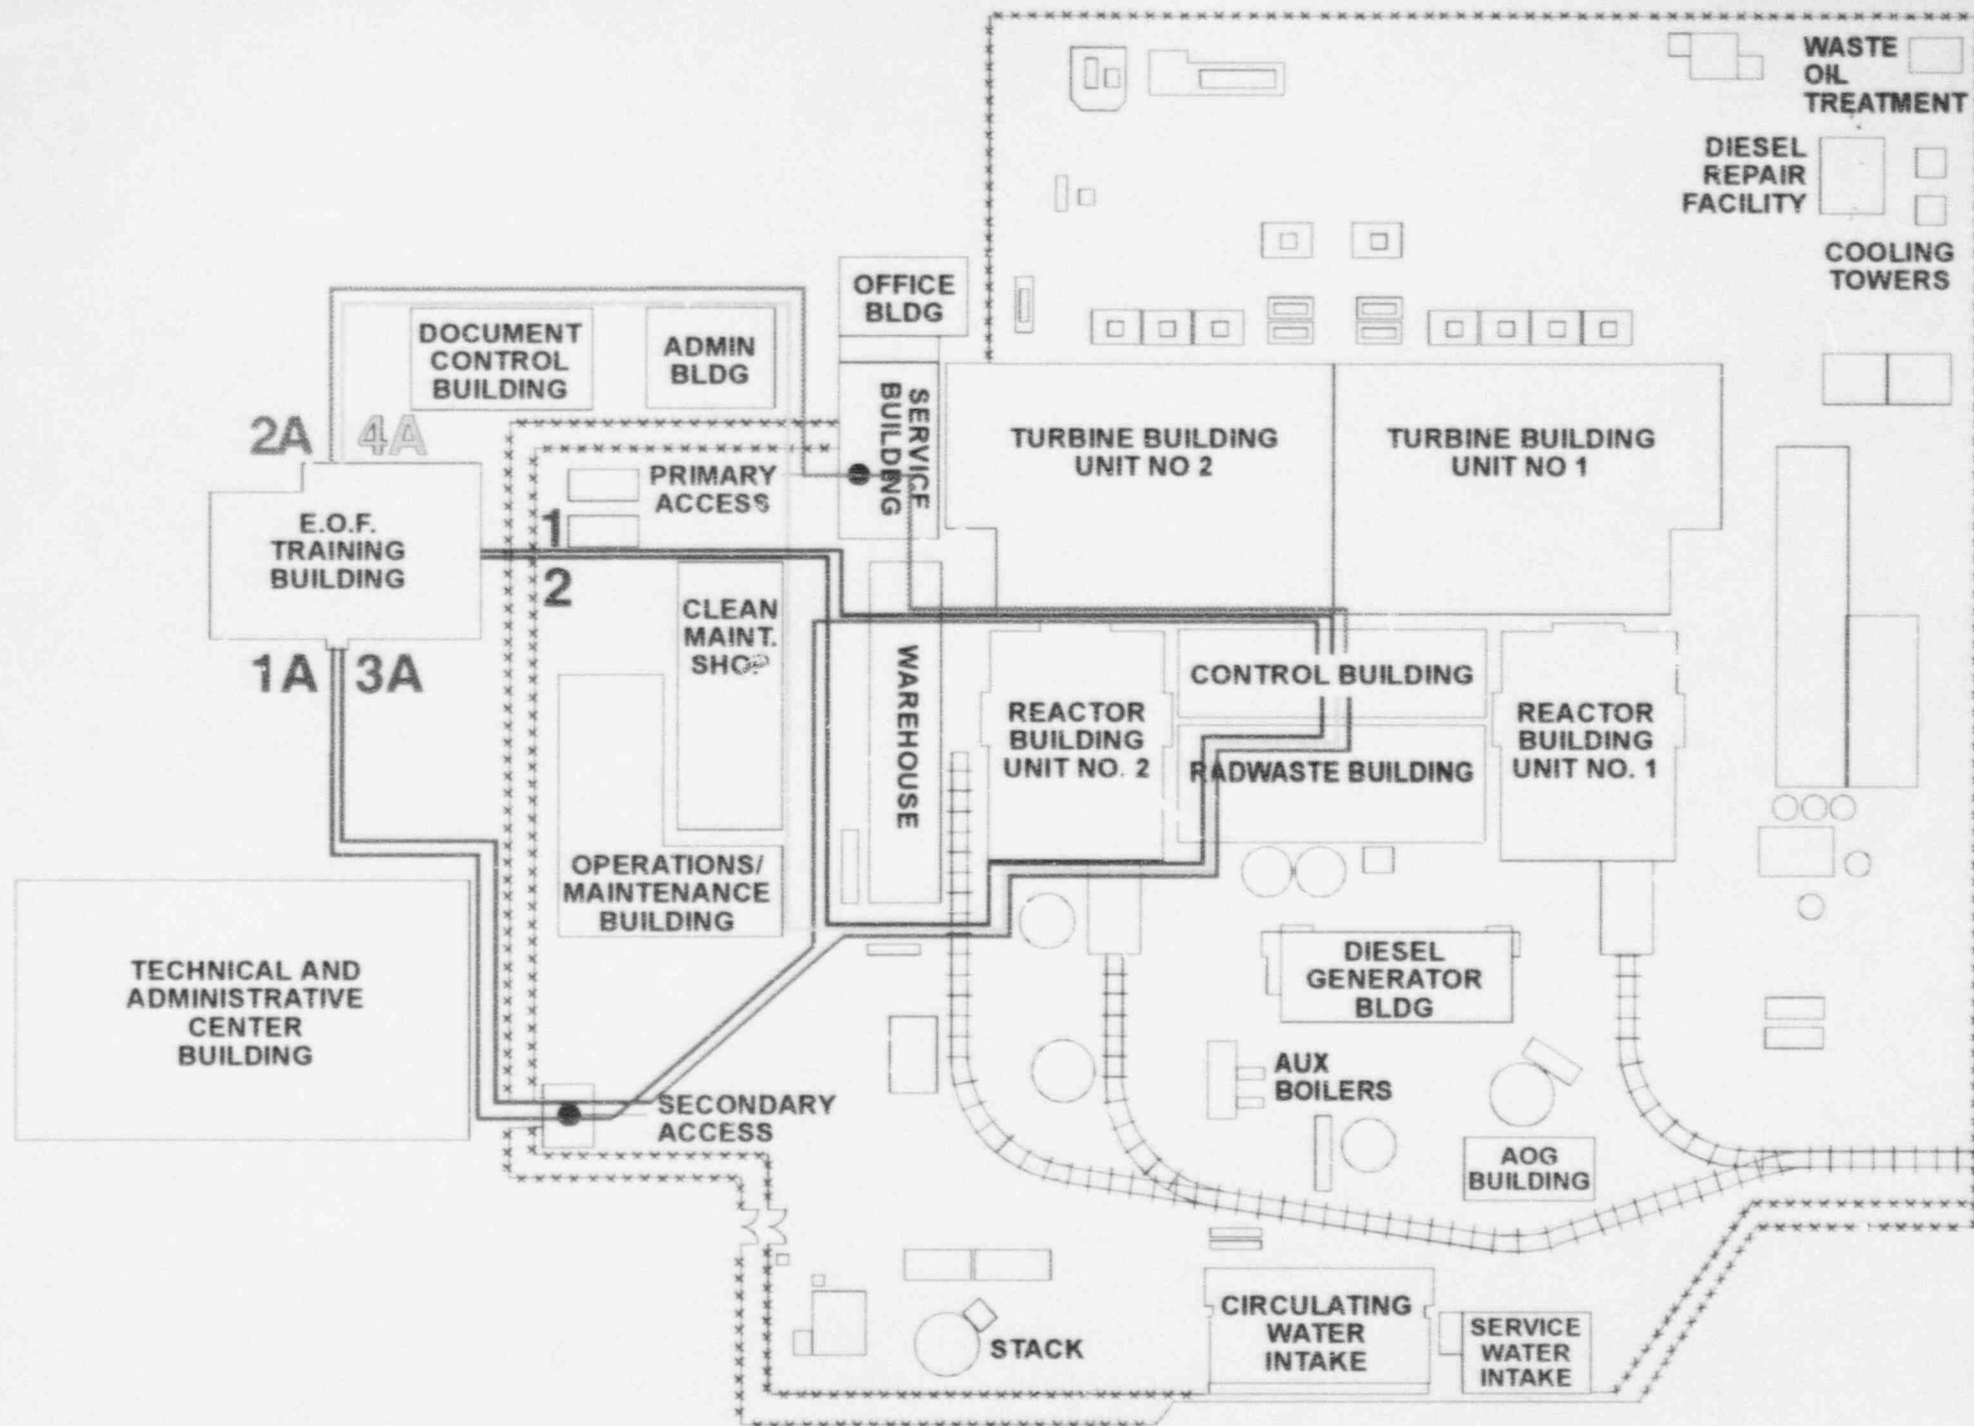 WASTE
OIL
TREATMENT
DIESEL
REPAIR
FACILITY
COOLING
TOWERS
OFFICE
BLDG
DOCUMENT
CONTROL
BUILDING
ADMIN
BLDG
SERVICE
BUILDING
TURBINE BUILDING
UNIT NO 2
TURBINE BUILDING
UNIT NO 1
2A 4A
PRIMARY
ACCESS
E.O.F.
TRAINING
BUILDING
1
2
CLEAN
MAINT.
SHOP
WAREHOUSE
1A 3A
CONTROL BUILDING
REACTOR
BUILDING
UNIT NO. 2
RADWASTE BUILDING
REACTOR
BUILDING
UNIT NO. 1
OPERATIONS/
MAINTENANCE
BUILDING
TECHNICAL AND
ADMINISTRATIVE
CENTER
BUILDING
DIESEL
GENERATOR
BLDG
AUX
BOILERS
SECONDARY
ACCESS
AOG
BUILDING
STACK
CIRCULATING
WATER
INTAKE
SERVICE
WATER
INTAKE